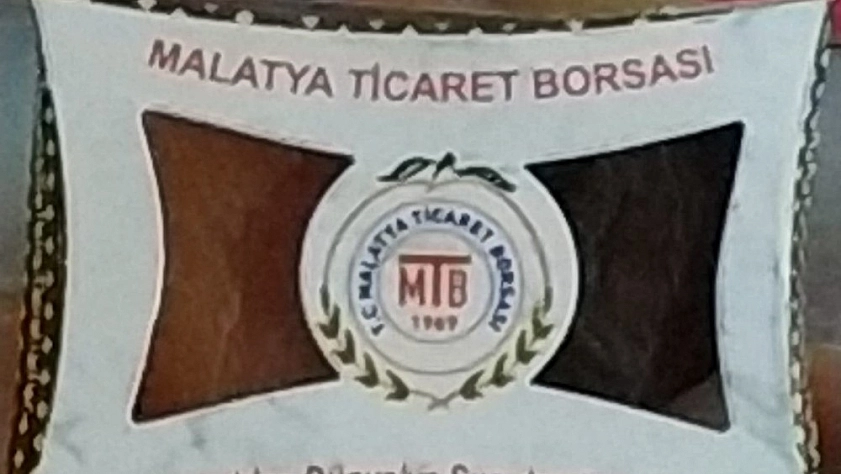 MALATYA TİCARET BORSASI
T.C MALATYA TİCARET BORSASI
MTB
1969